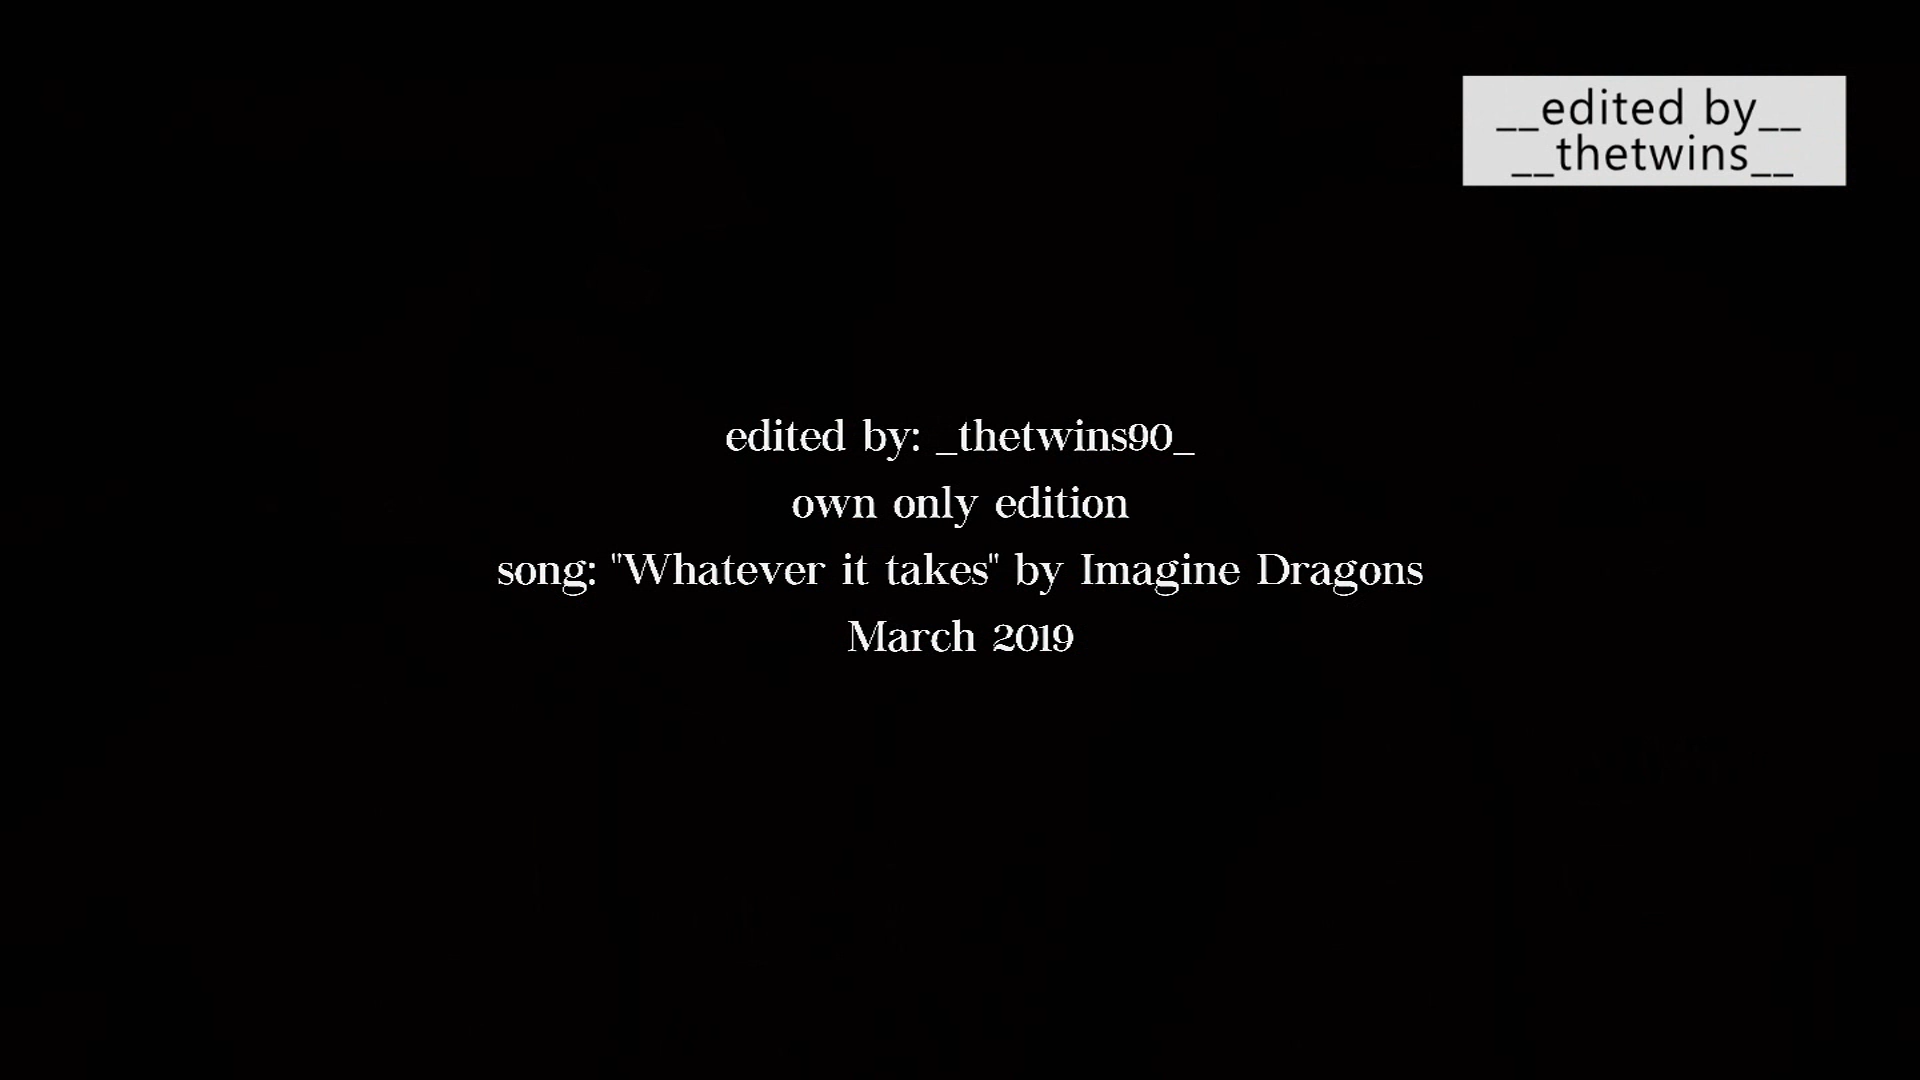 __edited by__
__thetwins__
edited by: _thetwins90_
own only edition
song: "Whatever it takes" by Imagine Dragons
March 2019